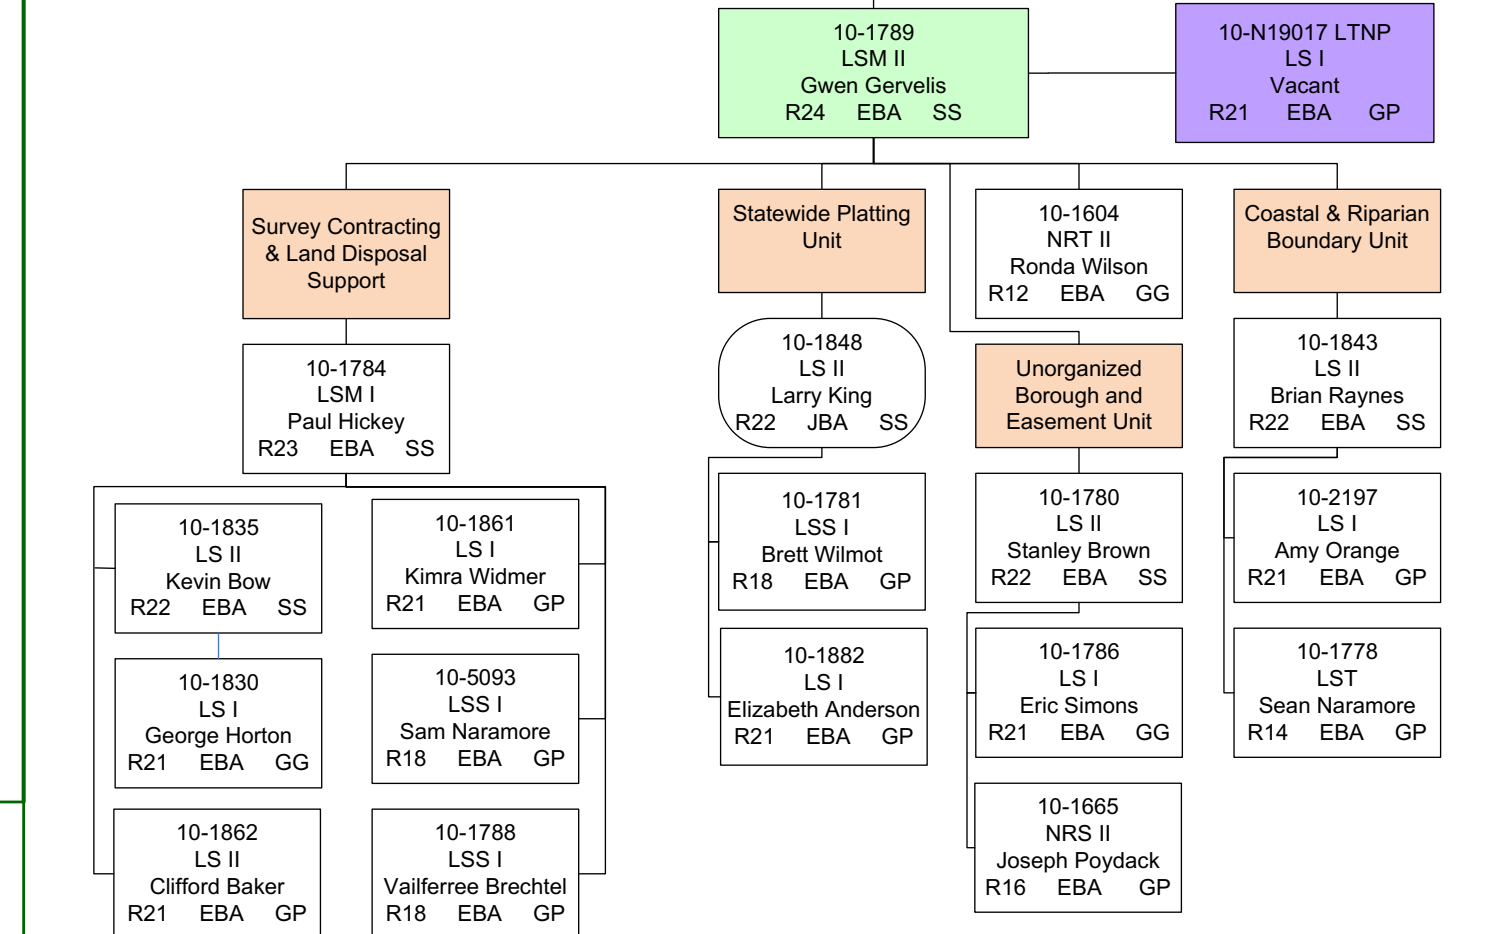 10-1789
LSM II
Gwen Gervelis
R24 EBA SS
10-N19017 LTNP
LS I
Vacant
R21 EBA GP
Survey Contracting
& Land Disposal
Support
10-1784
LSM I
Paul Hickey
R23 EBA SS
10-1835
LS II
Kevin Bow
R22 EBA SS
10-1830
LS I
George Horton
R21 EBA GG
10-1862
LS II
Clifford Baker
R21 EBA GP
10-1861
LS I
Kimra Widmer
R21 EBA GP
10-5093
LSS I
Sam Naramore
R18 EBA GP
10-1788
LSS I
Vailferree Brechtel
R18 EBA GP
Statewide Platting
Unit
10-1848
LS II
Larry King
R22 JBA SS
10-1781
LSS I
Brett Wilmot
R18 EBA GP
10-1882
LS I
Elizabeth Anderson
R21 EBA GP
10-1604
NRT II
Ronda Wilson
R12 EBA GG
Unorganized
Borough and
Easement Unit
10-1780
LS II
Stanley Brown
R22 EBA SS
10-1786
LS I
Eric Simons
R21 EBA GG
10-1665
NRS II
Joseph Poydack
R16 EBA GP
Coastal & Riparian
Boundary Unit
10-1843
LS II
Brian Raynes
R22 EBA SS
10-2197
LS I
Amy Orange
R21 EBA GP
10-1778
LST
Sean Naramore
R14 EBA GP